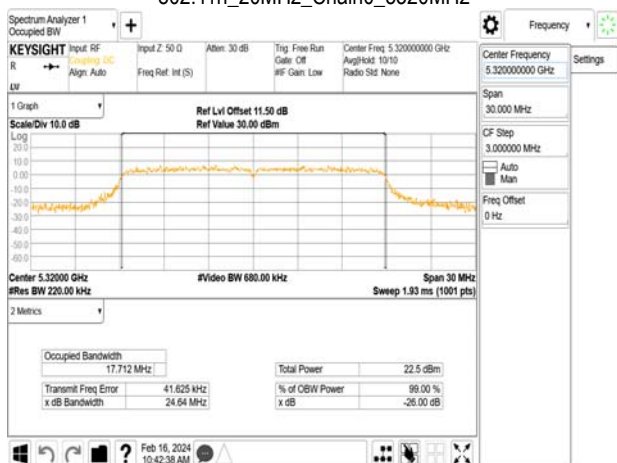 802.11n_20MHz_Chain0_5320MHz
Spectrum Analyzer 1
Occupied BW
Frequency
KEYSIGHT
R
Input: RF
Coupling: DC
Align: Auto
Input Z: 50 Ω
Freq Ref: Int (S)
Atten: 30 dB
Trig: Free Run
Gate: Off
#IF Gain: Low
Center Freq: 5.320000000 GHz
Avg|Hold: 10/10
Radio Std: None
Center Frequency
5.320000000 GHz
Settings
Span
30.000 MHz
CF Step
3.000000 MHz
Auto
Man
Freq Offset
0 Hz
1 Graph
Scale/Div 10.0 dB
Ref Lvl Offset 11.50 dB
Ref Value 30.00 dBm
Log
20.0
10.0
0.00
-10.0
-20.0
-30.0
-40.0
-50.0
-60.0
Center 5.32000 GHz
#Res BW 220.00 kHz
#Video BW 680.00 kHz
Span 30 MHz
Sweep 1.93 ms (1001 pts)
2 Metrics
Occupied Bandwidth
17.712 MHz
Total Power 22.5 dBm
Transmit Freq Error 41.625 kHz
% of OBW Power 99.00 %
x dB Bandwidth 24.64 MHz
x dB -26.00 dB
?
Feb 16, 2024
10:42:38 AM